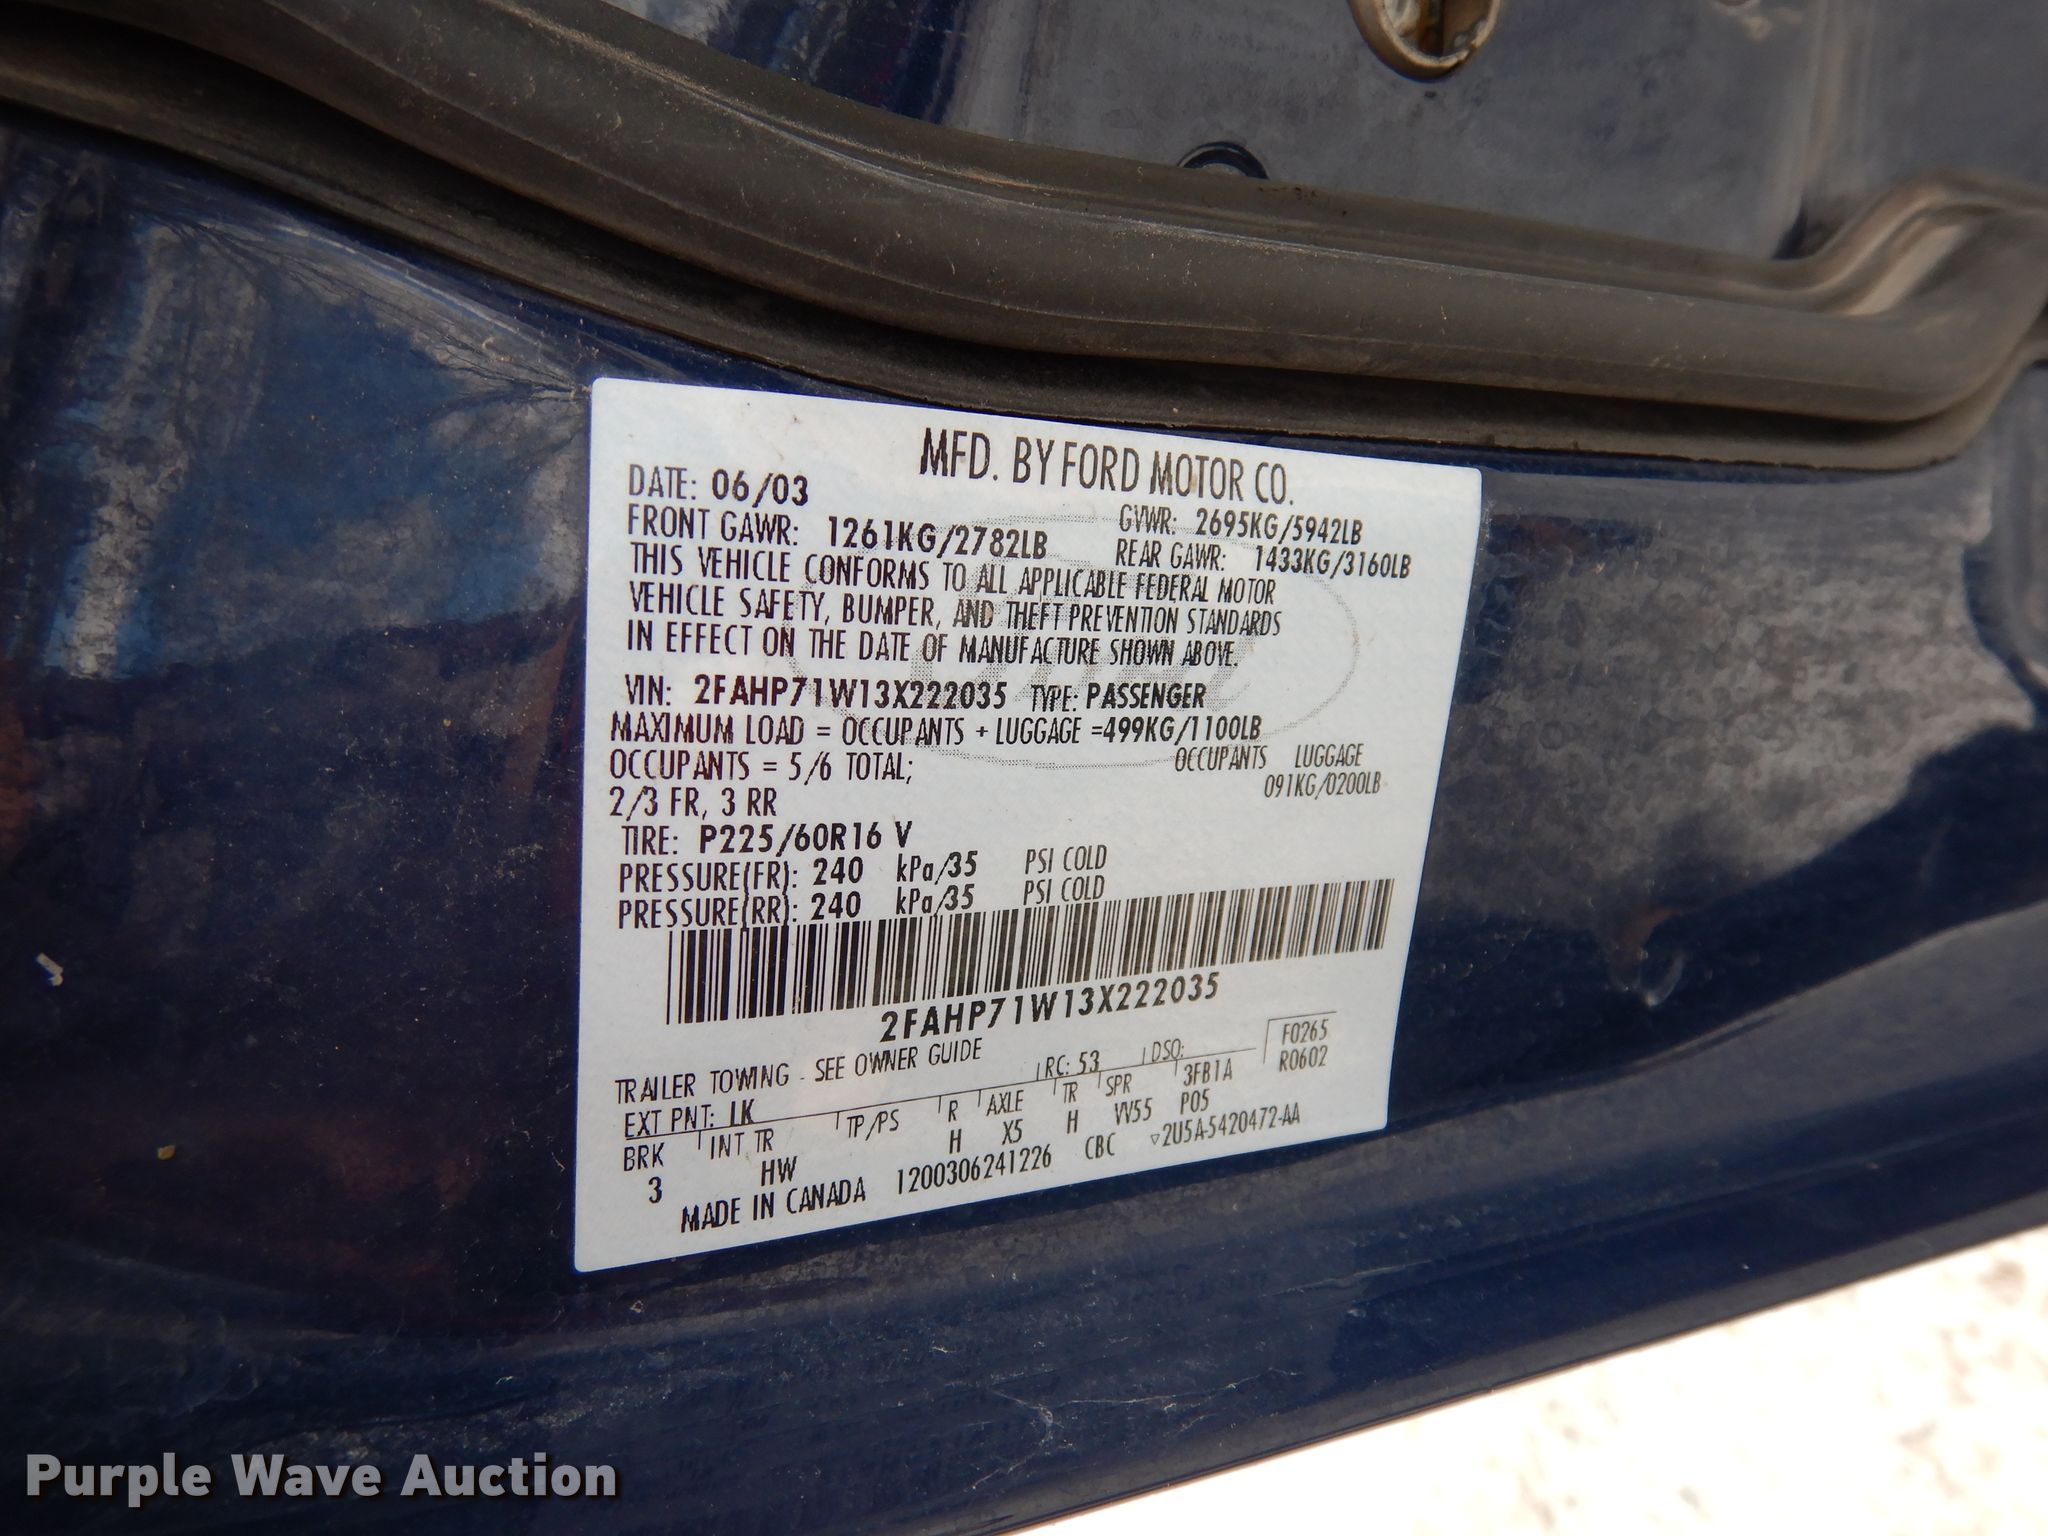 MFD. BY FORD MOTOR CO.
DATE: 06/03 GVWR: 2695KG/5942LB
FRONT GAWR: 1261KG/2782LB REAR GAWR: 1433KG/3160LB
THIS VEHICLE CONFORMS TO ALL APPLICABLE FEDERAL MOTOR
VEHICLE SAFETY, BUMPER, AND THEFT PREVENTION STANDARDS
IN EFFECT ON THE DATE OF MANUFACTURE SHOWN ABOVE.
VIN: 2FAHP71W13X222035 TYPE: PASSENGER
MAXIMUM LOAD = OCCUPANTS + LUGGAGE =499KG/1100LB
OCCUPANTS = 5/6 TOTAL; OCCUPANTS LUGGAGE
2/3 FR, 3 RR 091KG/0200LB
TIRE: P225/60R16 V
PRESSURE(FR): 240 kPa/35 PSI COLD
PRESSURE(RR): 240 kPa/35 PSI COLD
2FAHP71W13X222035
TRAILER TOWING - SEE OWNER GUIDE RC: 53 DSO: F0265
EXT PNT: LK R0602
BRK INT TR TP/PS R AXLE TR SPR 3FB1A
3 HW H X5 H VV55 P05
MADE IN CANADA 1200306241226 CBC ▽2U5A-5420472-AA
Purple Wave Auction